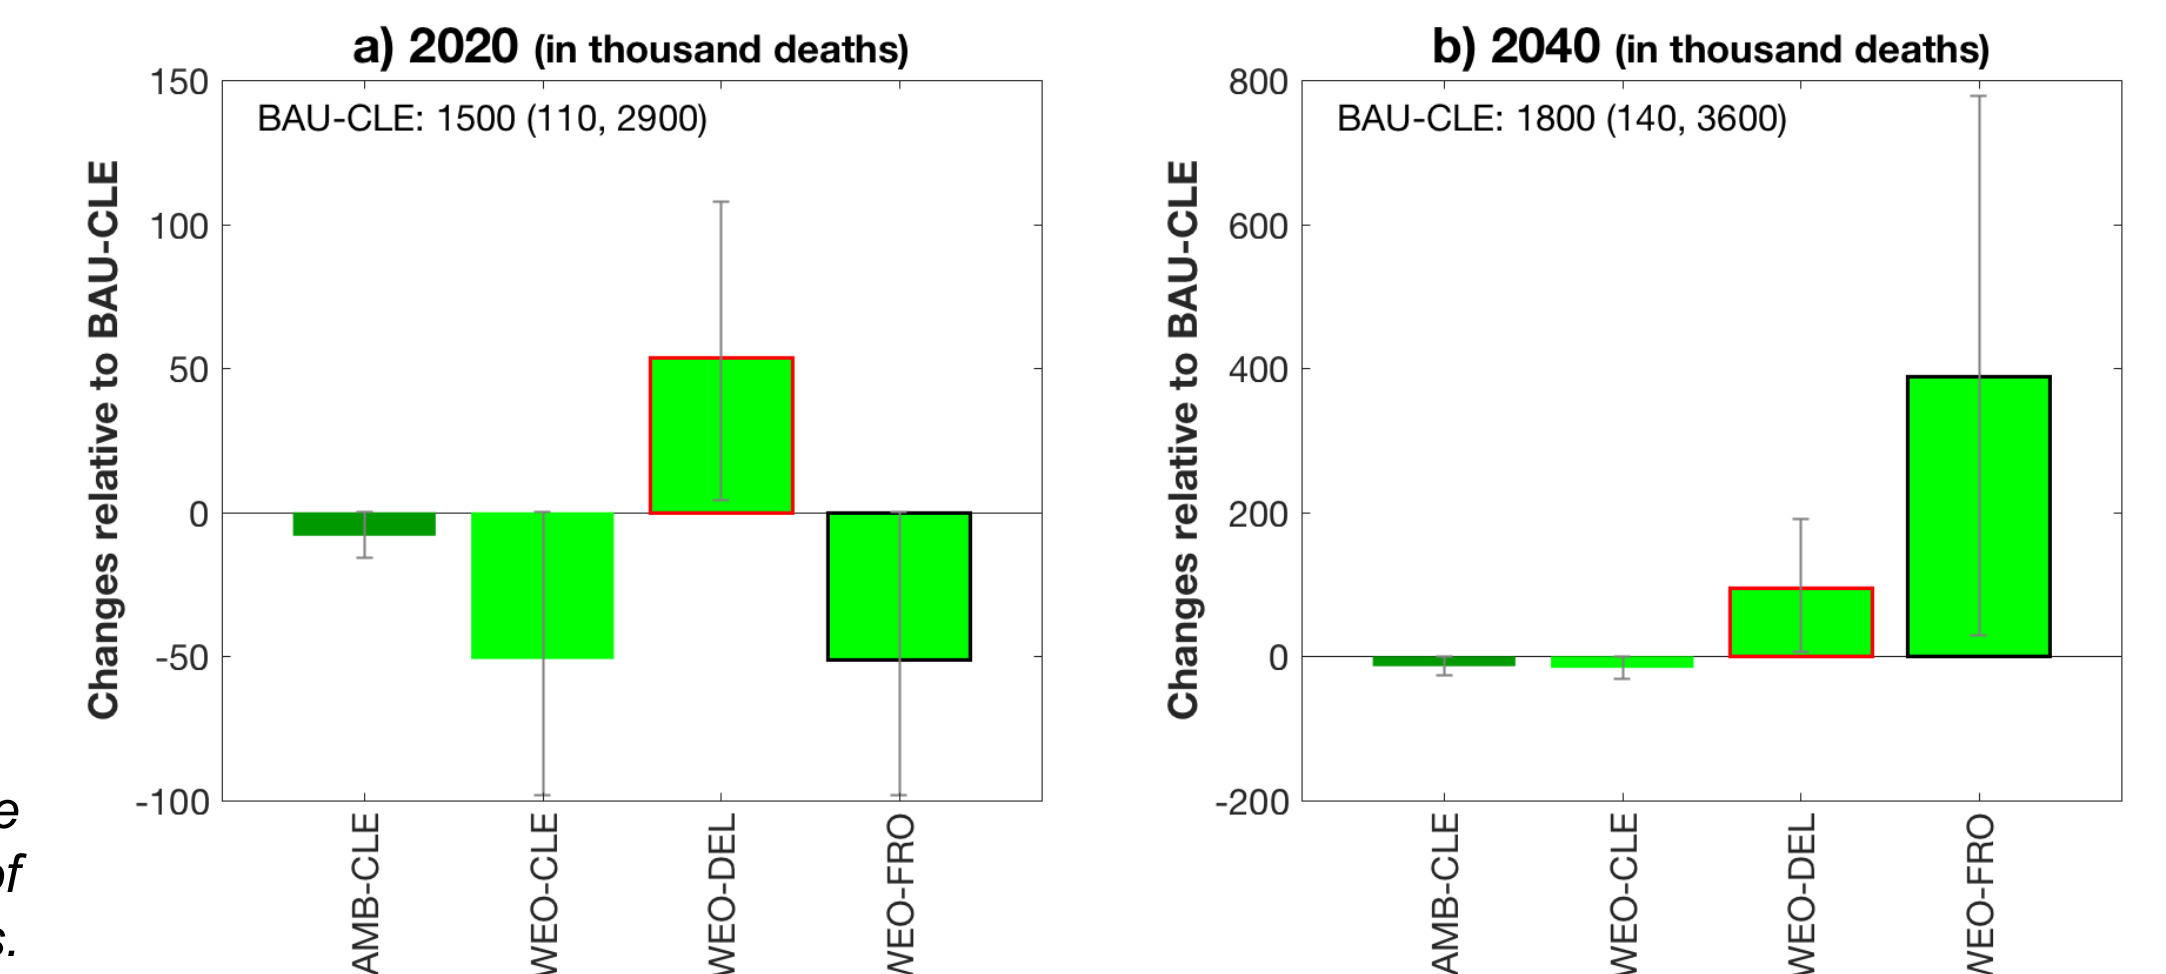 a) 2020 (in thousand deaths)
150
100
50
0
-50
-100
Changes relative to BAU-CLE
BAU-CLE: 1500 (110, 2900)
AMB-CLE
WEO-CLE
WEO-DEL
WEO-FRO
b) 2040 (in thousand deaths)
800
600
400
200
0
-200
Changes relative to BAU-CLE
BAU-CLE: 1800 (140, 3600)
AMB-CLE
WEO-CLE
WEO-DEL
WEO-FRO
e
of
s.